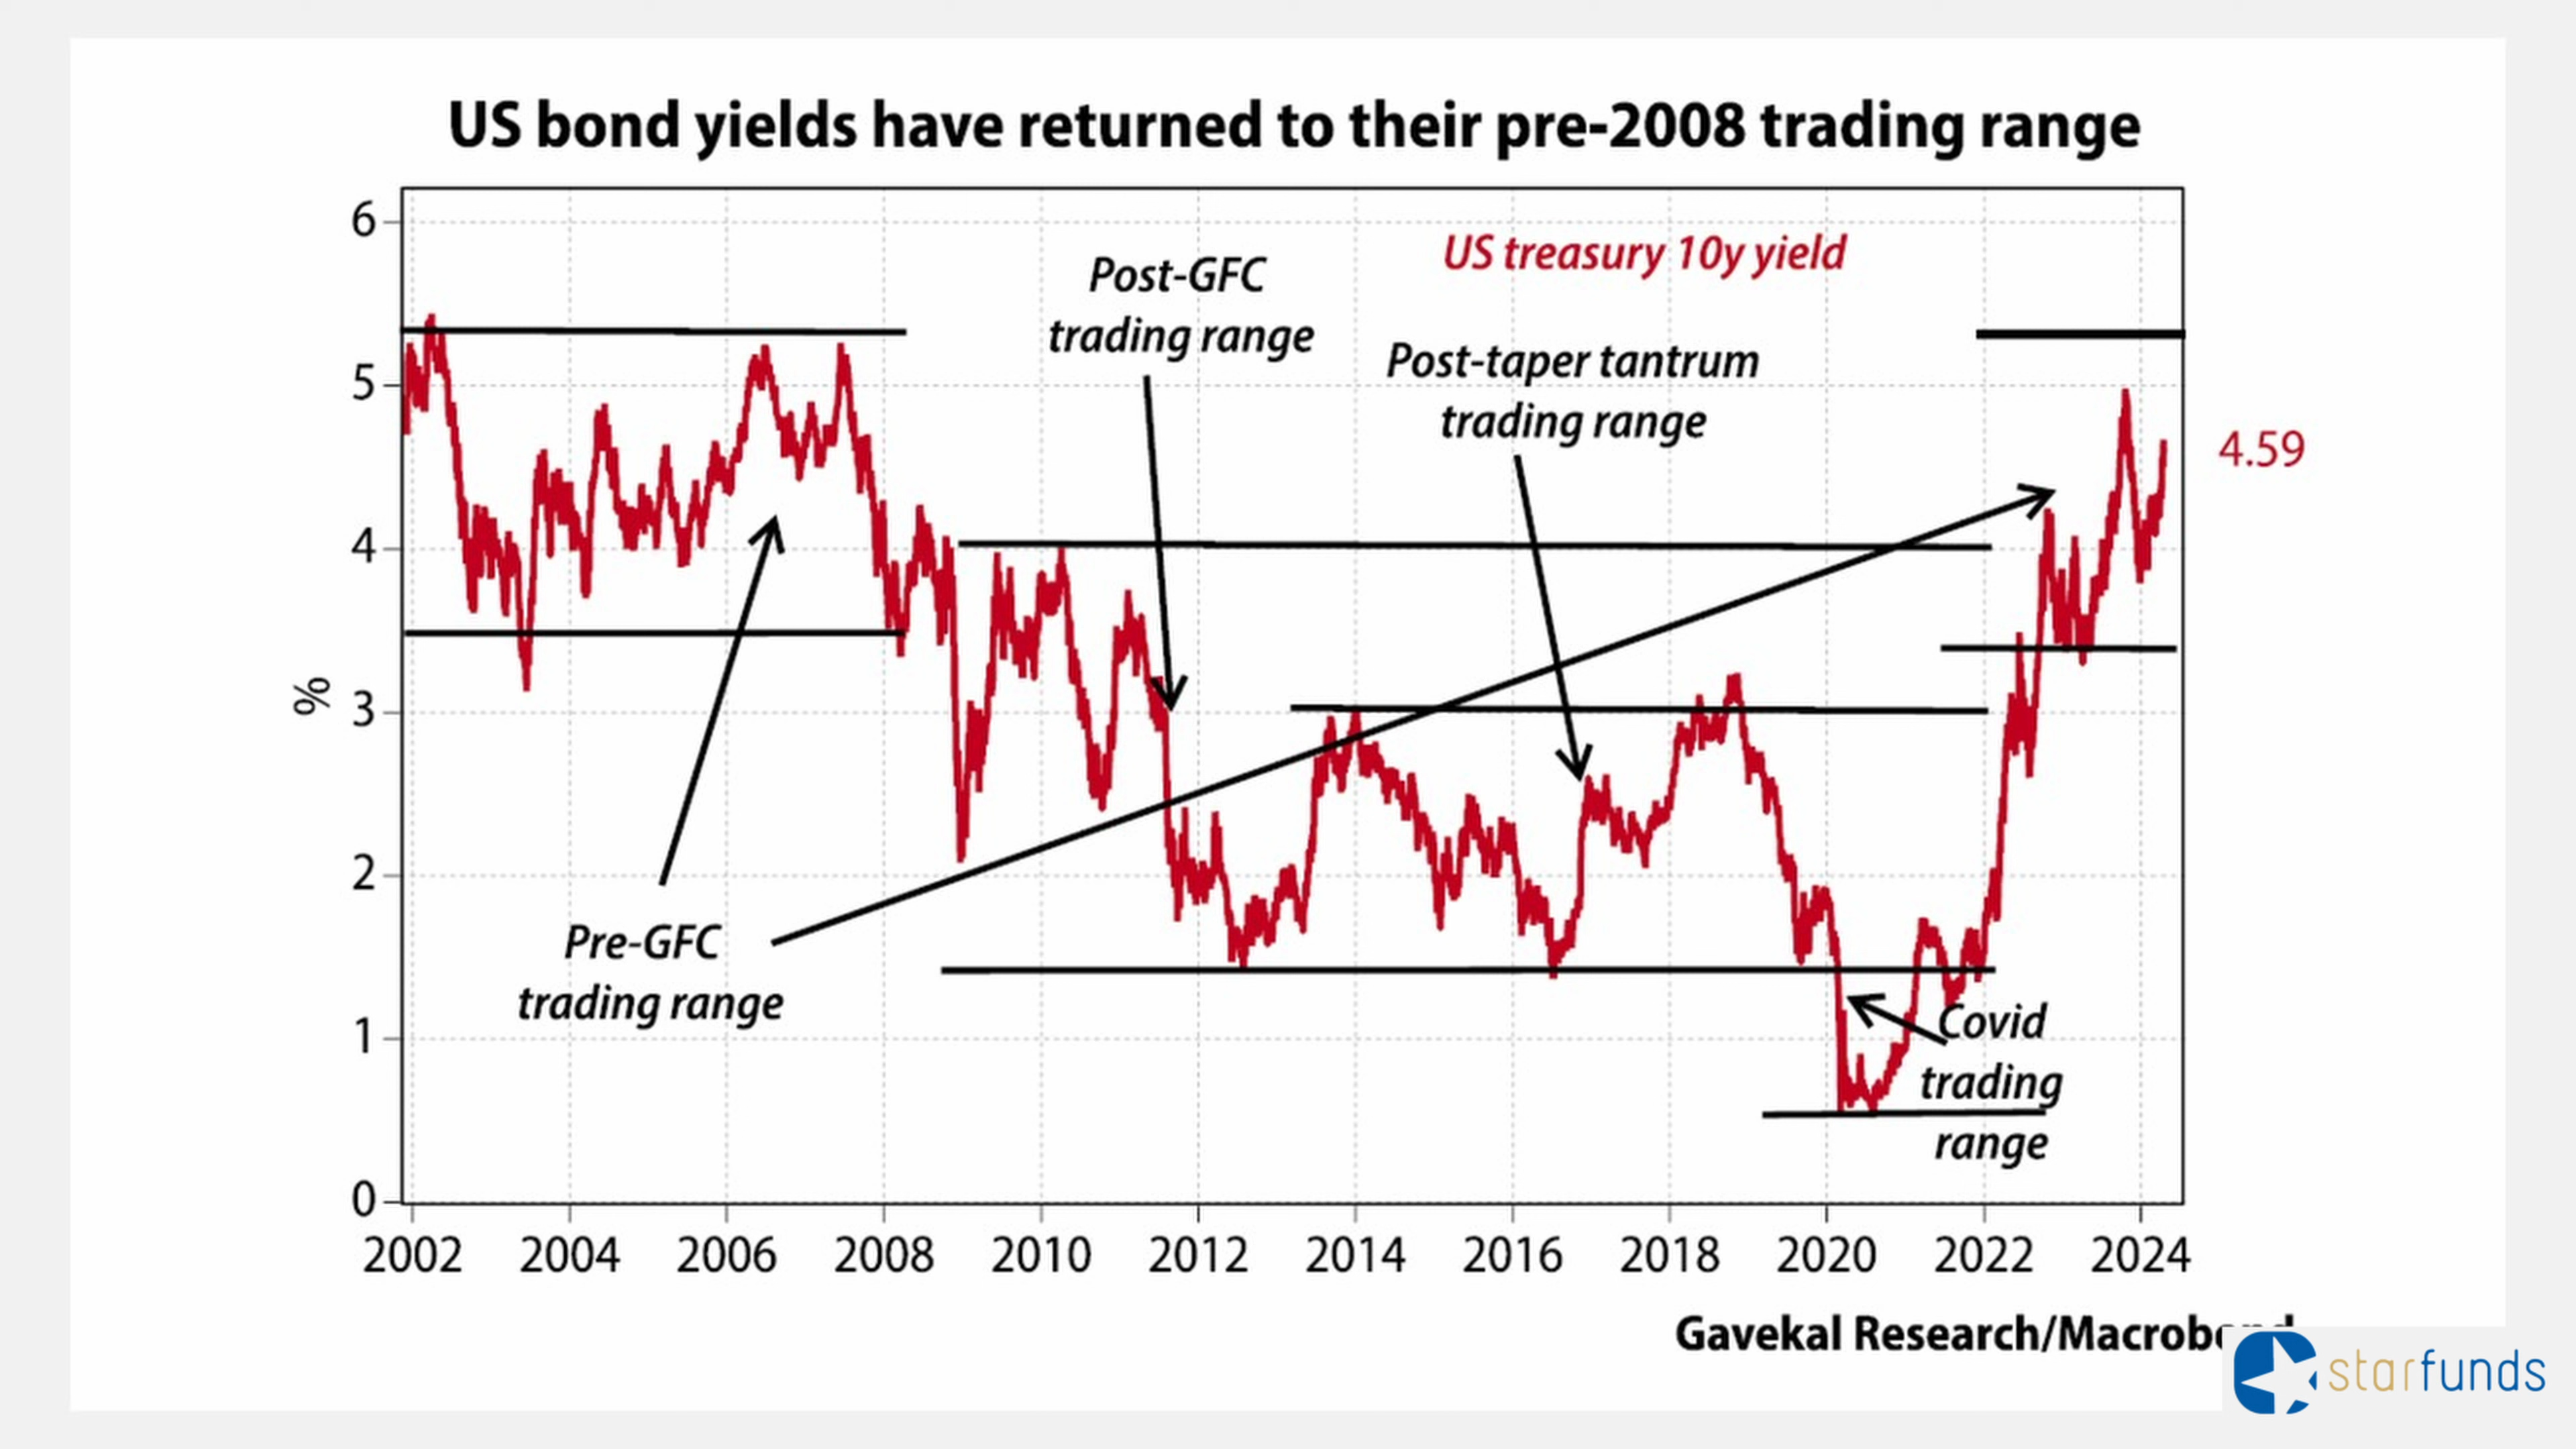 US bond yields have returned to their pre-2008 trading range
US treasury 10y yield
Post-GFC
trading range
Post-taper tantrum
trading range
4.59
Pre-GFC
trading range
Covid
trading
range
%
6
5
4
3
2
1
0
2002 2004 2006 2008 2010 2012 2014 2016 2018 2020 2022 2024
Gavekal Research/Macrobond
starfunds